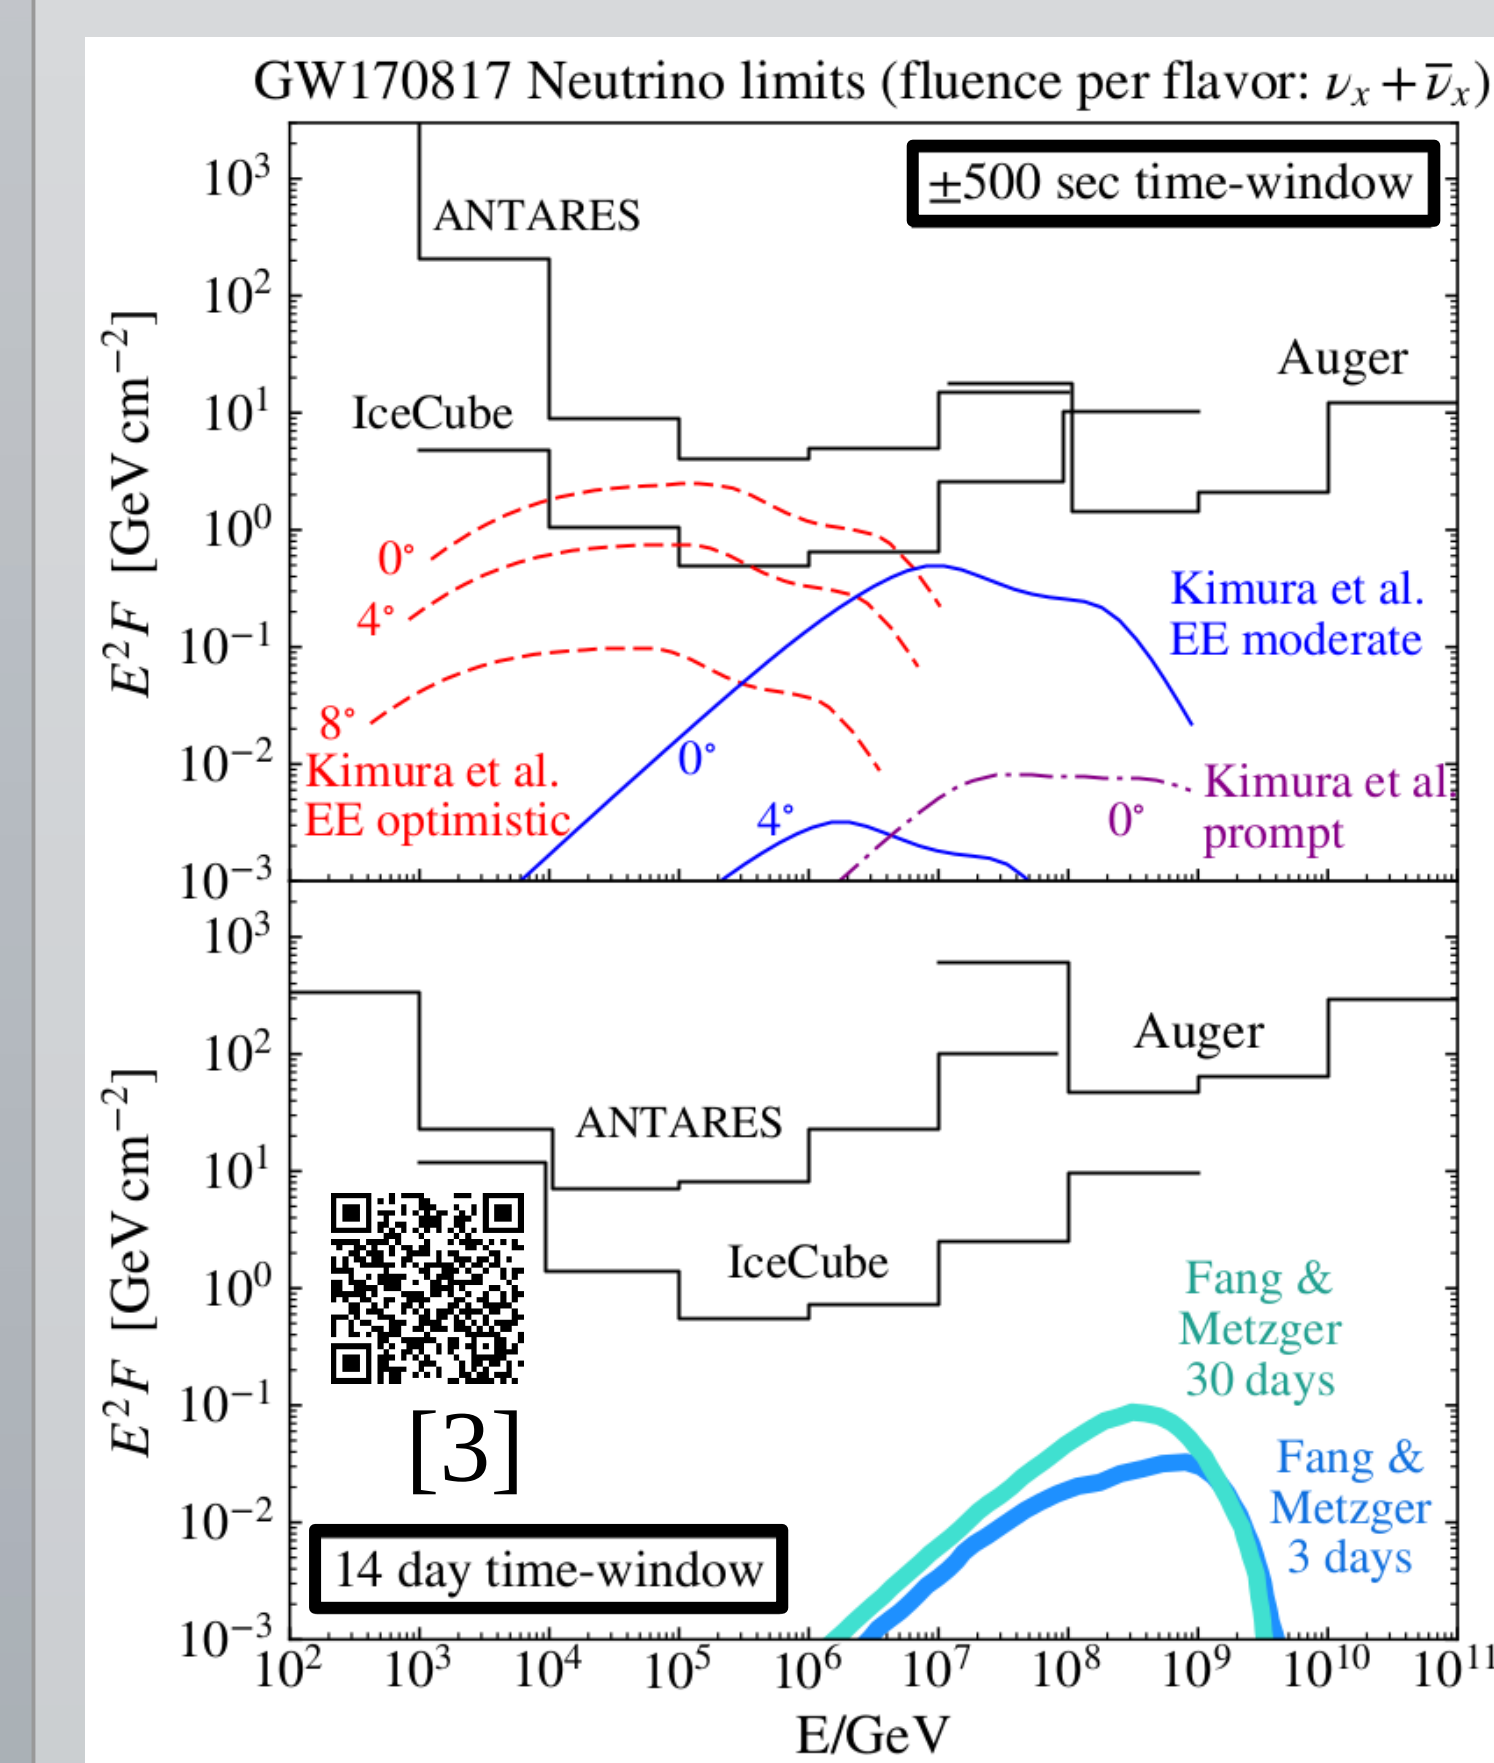 GW170817 Neutrino limits (fluence per flavor: νₓ + ν̄ₓ)
±500 sec time-window
E²F [GeV cm⁻²]
10³
10²
10¹
10⁰
10⁻¹
10⁻²
10⁻³
ANTARES
IceCube
Auger
0°
4°
8°
Kimura et al.
EE optimistic
Kimura et al.
EE moderate
0°
4°
0°
Kimura et al.
prompt
E²F [GeV cm⁻²]
10³
10²
10¹
10⁰
10⁻¹
10⁻²
10⁻³
Auger
ANTARES
IceCube
Fang &
Metzger
30 days
Fang &
Metzger
3 days
[3]
14 day time-window
10² 10³ 10⁴ 10⁵ 10⁶ 10⁷ 10⁸ 10⁹ 10¹⁰ 10¹¹
E/GeV